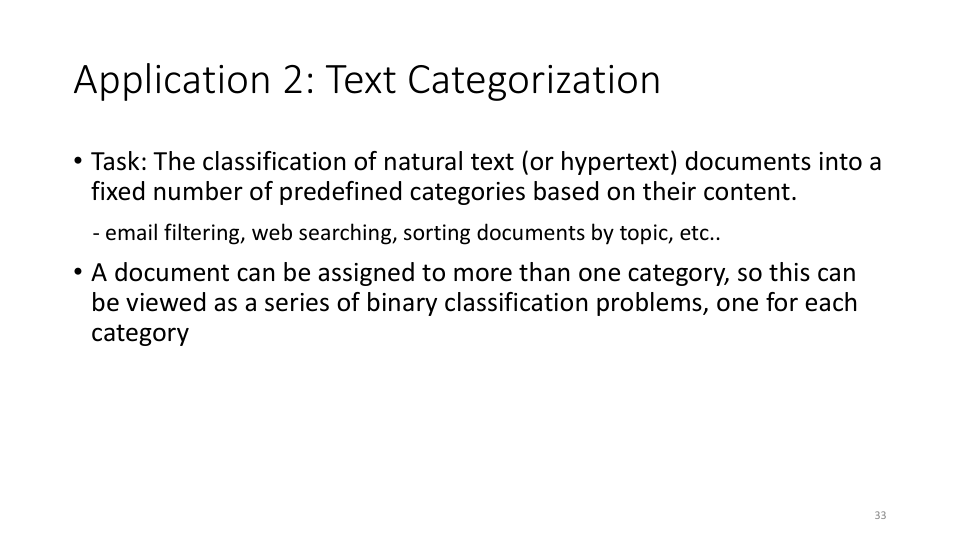 Application 2: Text Categorization
• Task: The classification of natural text (or hypertext) documents into a
fixed number of predefined categories based on their content.
- email filtering, web searching, sorting documents by topic, etc..
• A document can be assigned to more than one category, so this can
be viewed as a series of binary classification problems, one for each
category
33